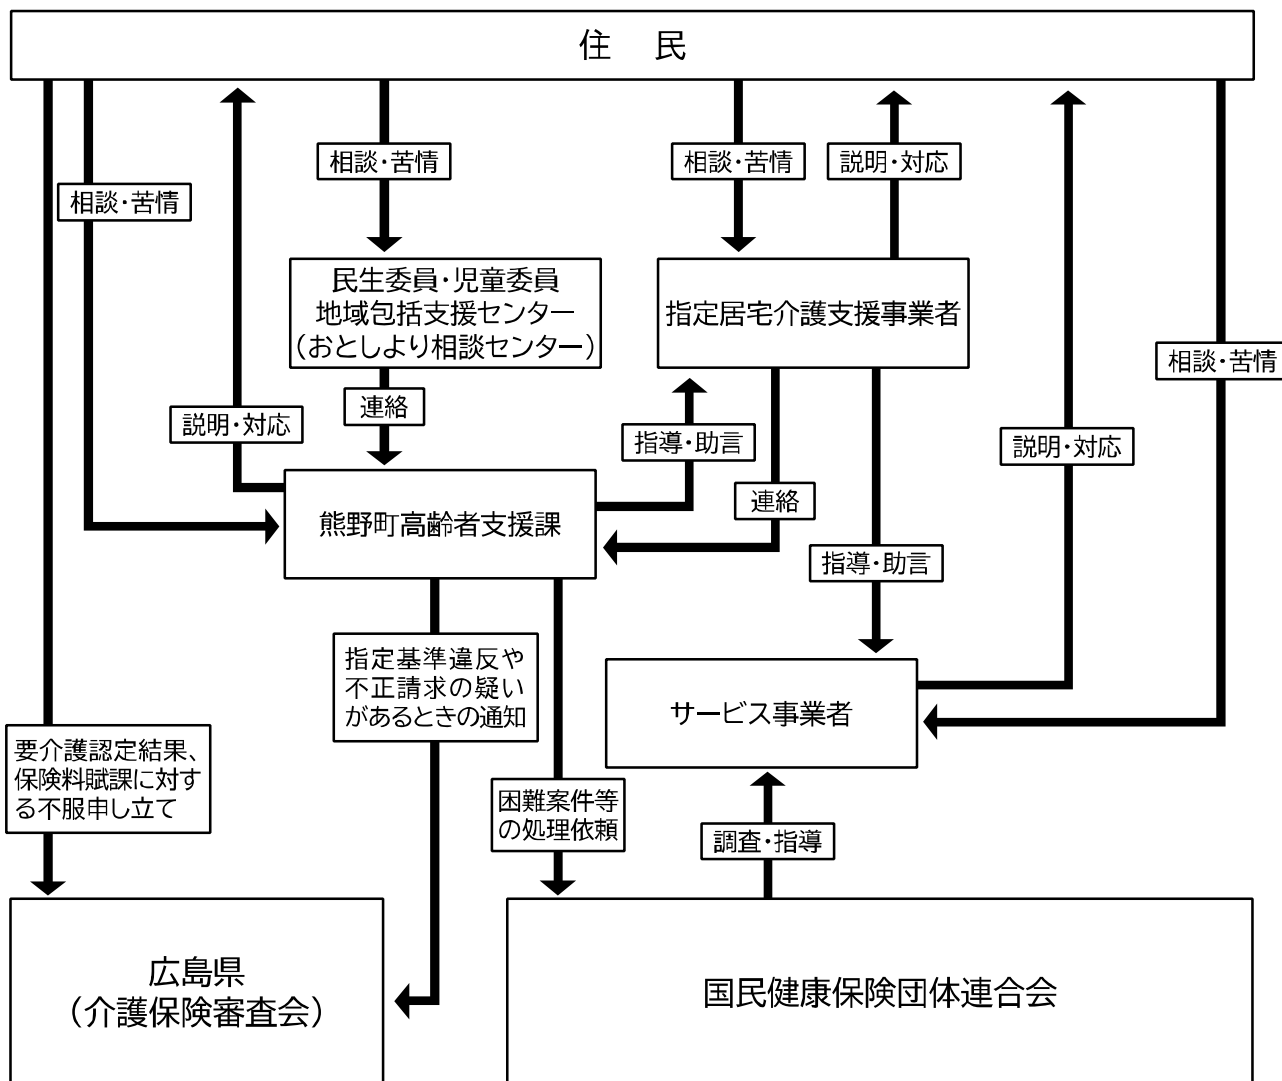 住　民
相談・苦情
相談・苦情
説明・対応
相談・苦情
民生委員・児童委員
地域包括支援センター
（おとしより相談センター）
指定居宅介護支援事業者
相談・苦情
連絡
説明・対応
指導・助言
説明・対応
連絡
熊野町高齢者支援課
指導・助言
指定基準違反や
不正請求の疑い
があるときの通知
サービス事業者
要介護認定結果、
保険料賦課に対す
る不服申し立て
困難案件等
の処理依頼
調査・指導
広島県
（介護保険審査会）
国民健康保険団体連合会